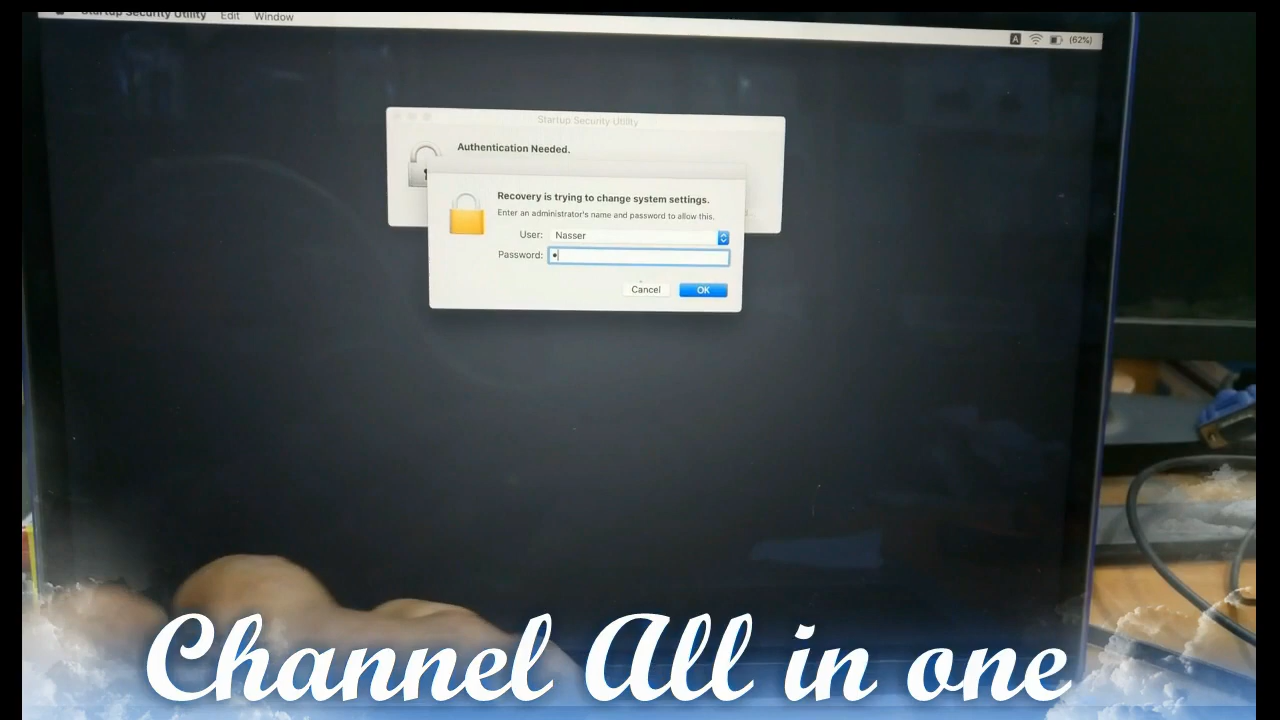 Startup Security Utility Edit Window
A (62%)
Startup Security Utility
Authentication Needed.
Recovery is trying to change system settings.
Enter an administrator's name and password to allow this.
User: Nasser
Password: •
Cancel OK
Channel All in one